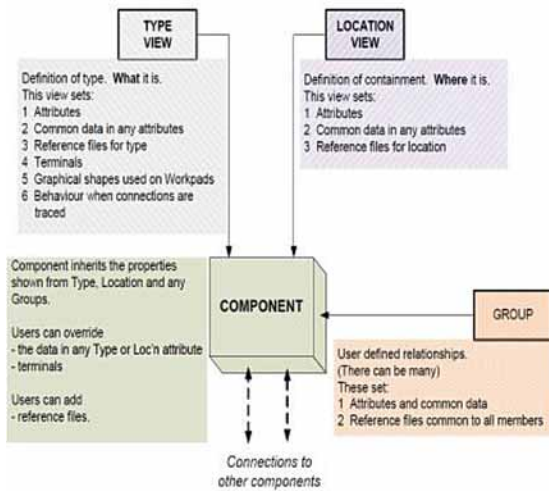 TYPE
VIEW
LOCATION
VIEW
Definition of type. What it is.
This view sets:
1 Attributes
2 Common data in any attributes
3 Reference files for type
4 Terminals
5 Graphical shapes used on Workpads
6 Behaviour when connections are
traced
Definition of containment. Where it is.
This view sets:
1 Attributes
2 Common data in any attributes
3 Reference files for location
Component inherits the properties
shown from Type, Location and any
Groups.
Users can override
- the data in any Type or Loc'n attribute
- terminals
Users can add
- reference files.
COMPONENT
GROUP
User defined relationships.
(There can be many)
These set:
1 Attributes and common data
2 Reference files common to all members
Connections to
other components